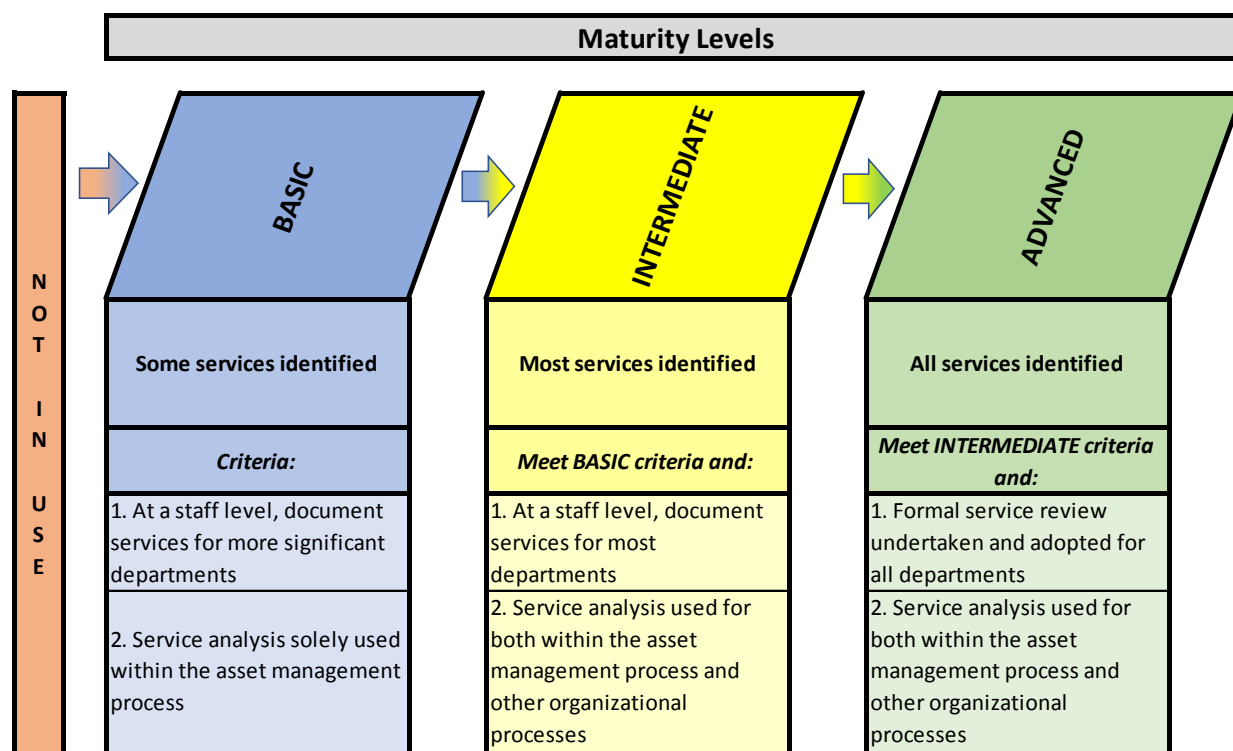 Maturity Levels
NOT IN USE
BASIC
INTERMEDIATE
ADVANCED
Some services identified
Most services identified
All services identified
Criteria:
Meet BASIC criteria and:
Meet INTERMEDIATE criteria
and:
1. At a staff level, document
services for more significant
departments
1. At a staff level, document
services for most
departments
1. Formal service review
undertaken and adopted for
all departments
2. Service analysis solely used
within the asset management
process
2. Service analysis used for
both within the asset
management process and
other organizational
processes
2. Service analysis used for
both within the asset
management process and
other organizational
processes